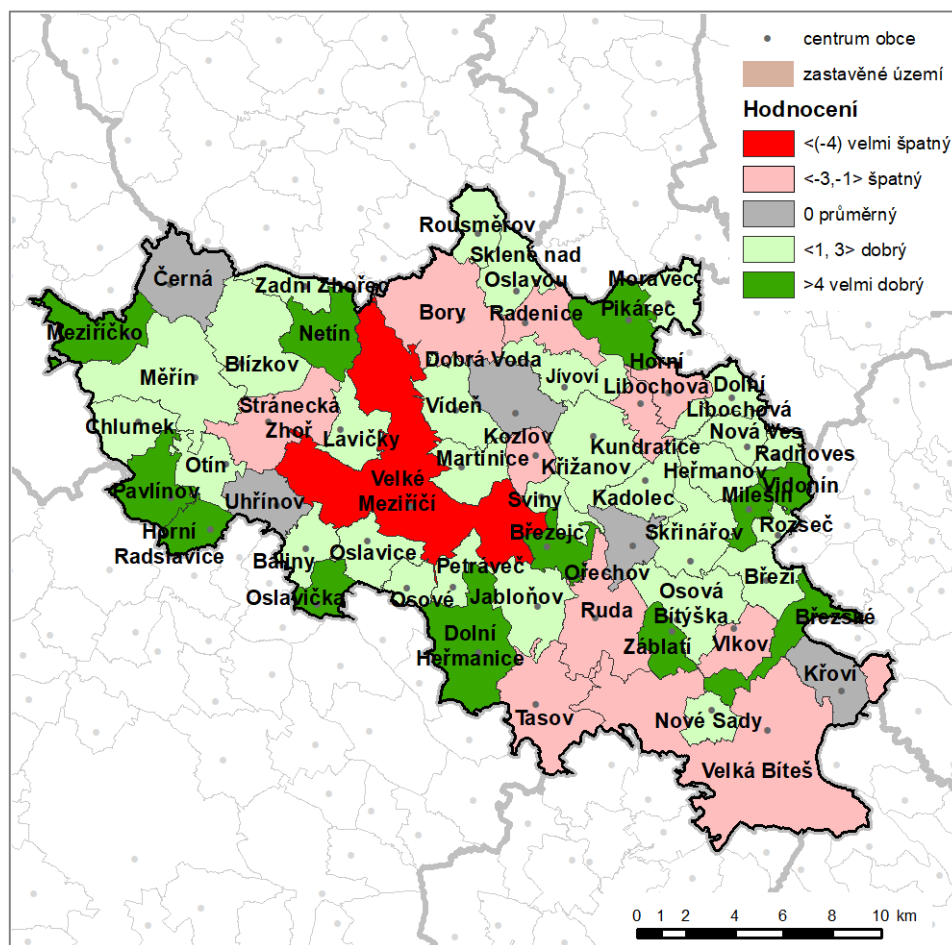 centrum obce
zastavěné území
Hodnocení
<(-4) velmi špatný
<-3,-1> špatný
0 průměrný
<1, 3> dobrý
>4 velmi dobrý
Rousměrov
Sklené nad
Oslavou
Moravec
Černá
Zadní Zhořec
Bory
Radenice
Pikárec
Meziříčko
Netín
Měřín
Blízkov
Dobrá Voda
Jívoví
Horní
Libochová
Dolní
Libochová
Stránecká
Zhoř
Lavičky
Vídeň
Chlumek
Kozlov
Kundratice
Nová Ves
Radňoves
Otín
Martinice
Křižanov
Heřmanov
Vidonín
Pavlínov
Uhřínov
Velké
Meziříčí
Sviny
Kadolec
Milešín
Horní
Radslavice
Březejc
Skřinářov
Rozseč
Baliny
Oslavice
Petráveč
Ořechov
Oslavička
Osové
Jabloňov
Osová
Bítýška
Březí
Ruda
Březské
Dolní
Heřmanice
Záblatí
Vlkov
Křoví
Tasov
Nové Sady
Velká Bíteš
0 1 2 4 6 8 10 km